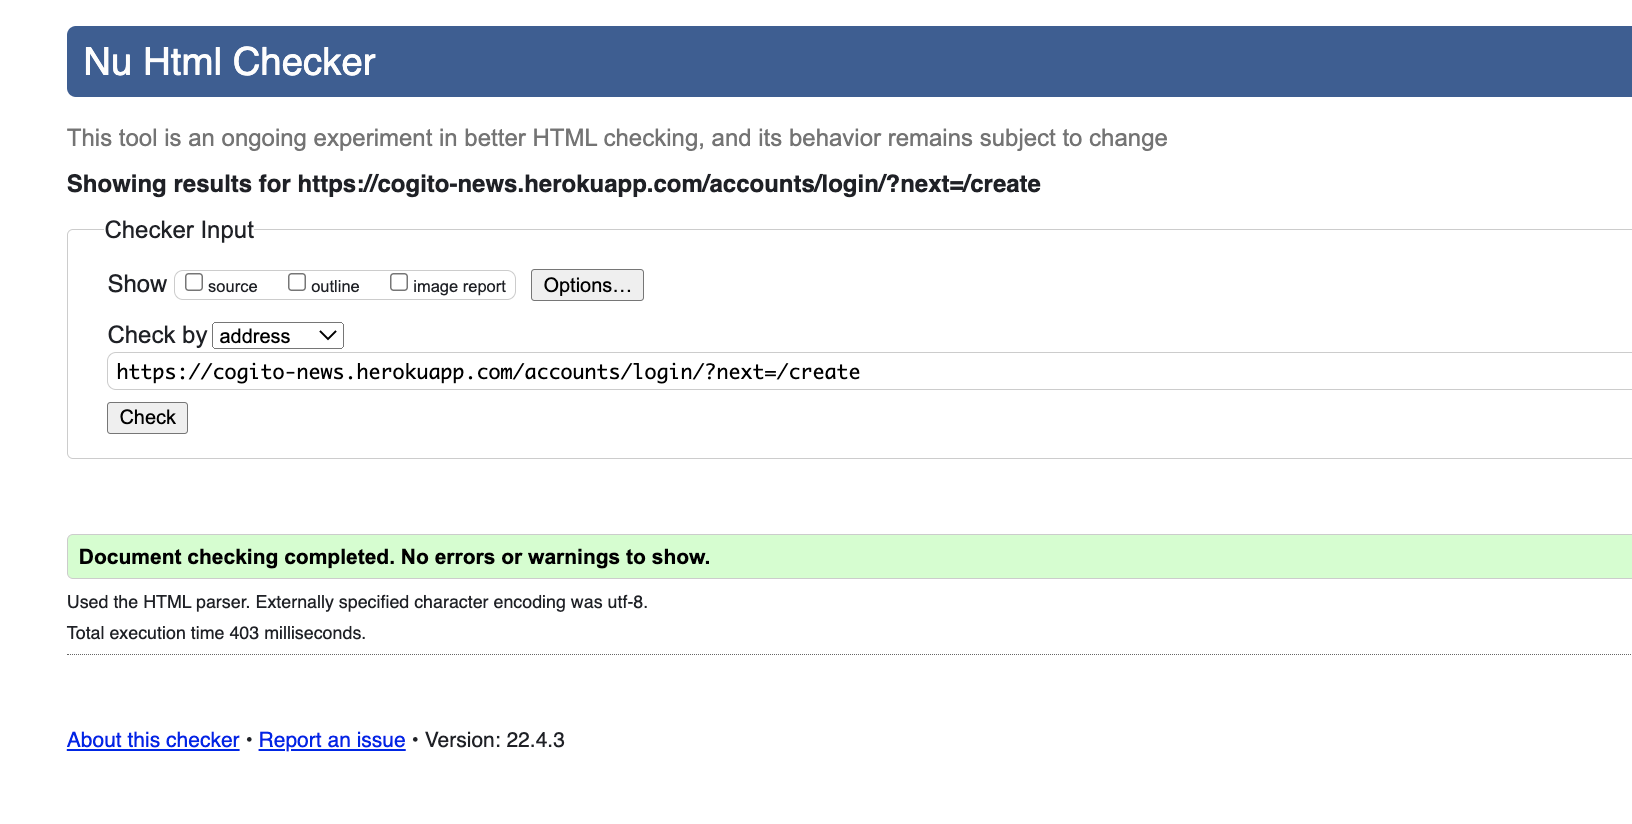 Nu Html Checker
This tool is an ongoing experiment in better HTML checking, and its behavior remains subject to change
Showing results for https://cogito-news.herokuapp.com/accounts/login/?next=/create
Checker Input
Show source outline image report Options...
Check by address
https://cogito-news.herokuapp.com/accounts/login/?next=/create
Check
Document checking completed. No errors or warnings to show.
Used the HTML parser. Externally specified character encoding was utf-8.
Total execution time 403 milliseconds.
About this checker • Report an issue • Version: 22.4.3